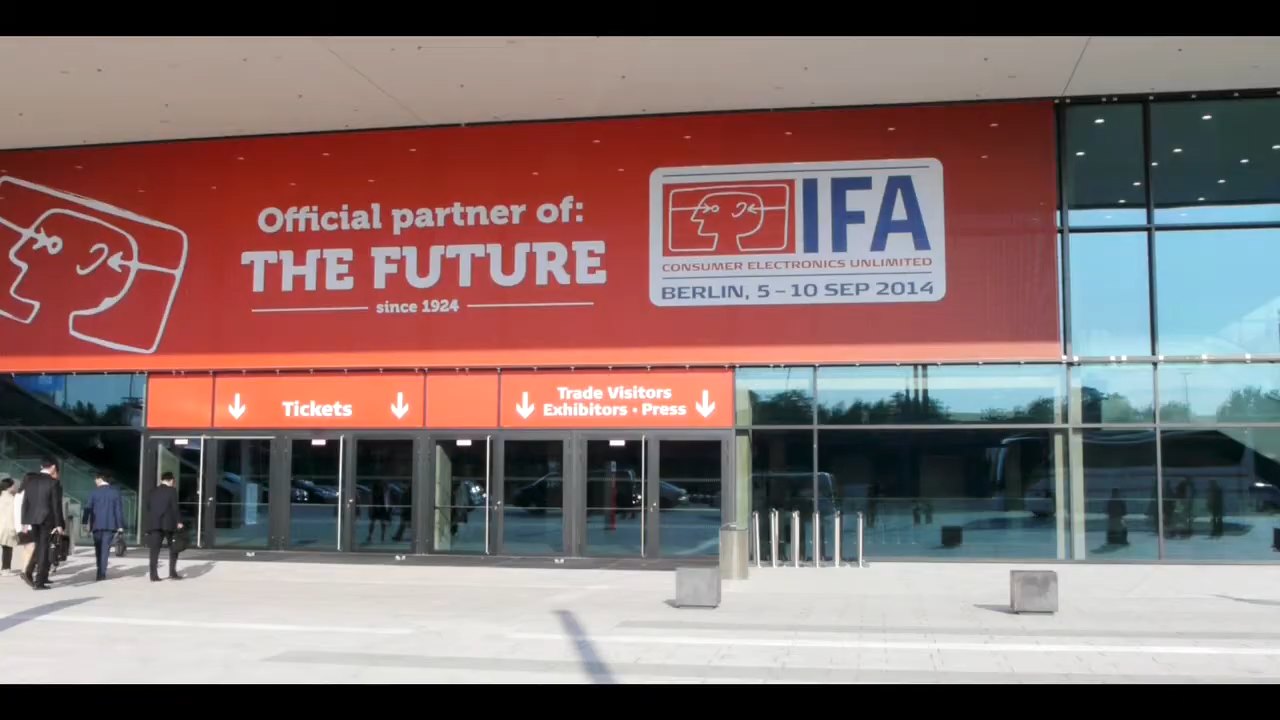 Official partner of:
THE FUTURE
since 1924
IFA
CONSUMER ELECTRONICS UNLIMITED
BERLIN, 5 – 10 SEP 2014
Tickets
Trade Visitors
Exhibitors • Press